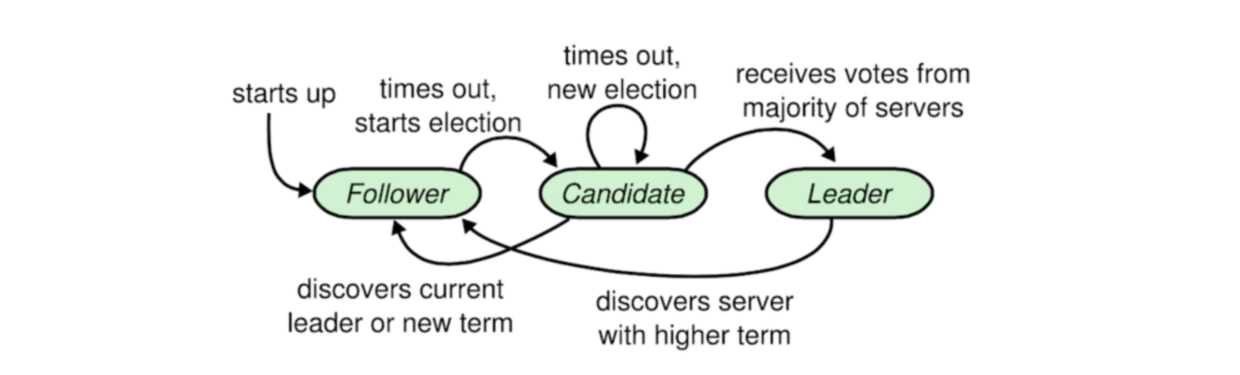 starts up
times out,
starts election
times out,
new election
receives votes from
majority of servers
Follower
Candidate
Leader
discovers current
leader or new term
discovers server
with higher term